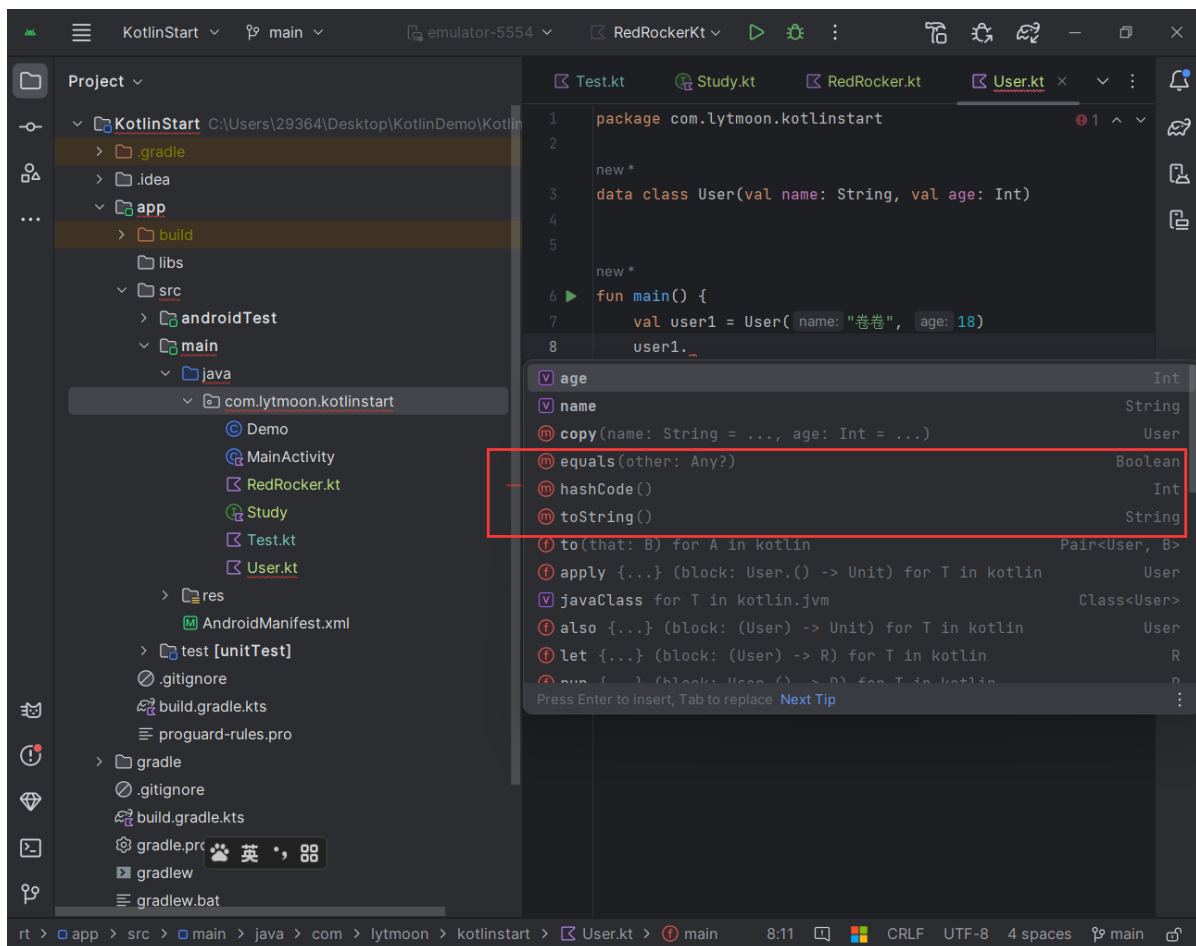 KotlinStart
main
emulator-5554
RedRockerKt
Project
KotlinStart C:\Users\29364\Desktop\KotlinDemo\Kotlin
.gradle
.idea
app
build
libs
src
androidTest
main
java
com.lytmoon.kotlinstart
Demo
MainActivity
RedRocker.kt
Study
Test.kt
User.kt
res
AndroidManifest.xml
test [unitTest]
.gitignore
build.gradle.kts
proguard-rules.pro
gradle
.gitignore
build.gradle.kts
gradle.prc
gradlew
gradlew.bat
英
Test.kt Study.kt RedRocker.kt User.kt
1 package com.lytmoon.kotlinstart
1
2
new *
3 data class User(val name: String, val age: Int)
4
5
new *
6 fun main() {
7 val user1 = User( name: "卷卷", age: 18)
8 user1.
age Int
name String
copy(name: String = ..., age: Int = ...) User
equals(other: Any?) Boolean
hashCode() Int
toString() String
to(that: B) for A in kotlin Pair<User, B>
apply {...} (block: User.() -> Unit) for T in kotlin User
javaClass for T in kotlin.jvm Class<User>
also {...} (block: (User) -> Unit) for T in kotlin User
let {...} (block: (User) -> R) for T in kotlin R
run {...} (block: User.() -> R) for T in kotlin R
Press Enter to insert, Tab to replace Next Tip
rt > app > src > main > java > com > lytmoon > kotlinstart > User.kt > main 8:11 CRLF UTF-8 4 spaces main